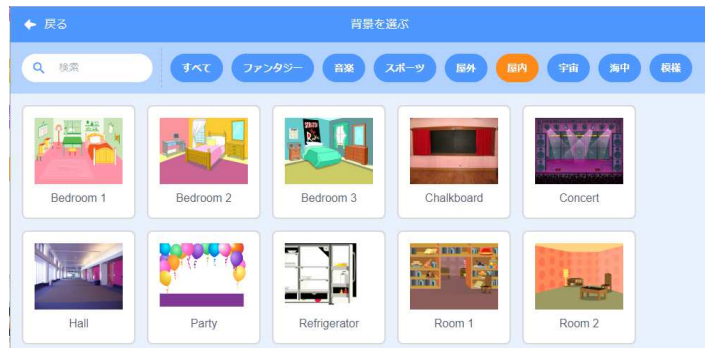 戻る
背景を選ぶ
検索
すべて ファンタジー 音楽 スポーツ 屋外 屋内 宇宙 海中 模様
Bedroom 1 Bedroom 2 Bedroom 3 Chalkboard Concert
Hall Party Refrigerator Room 1 Room 2